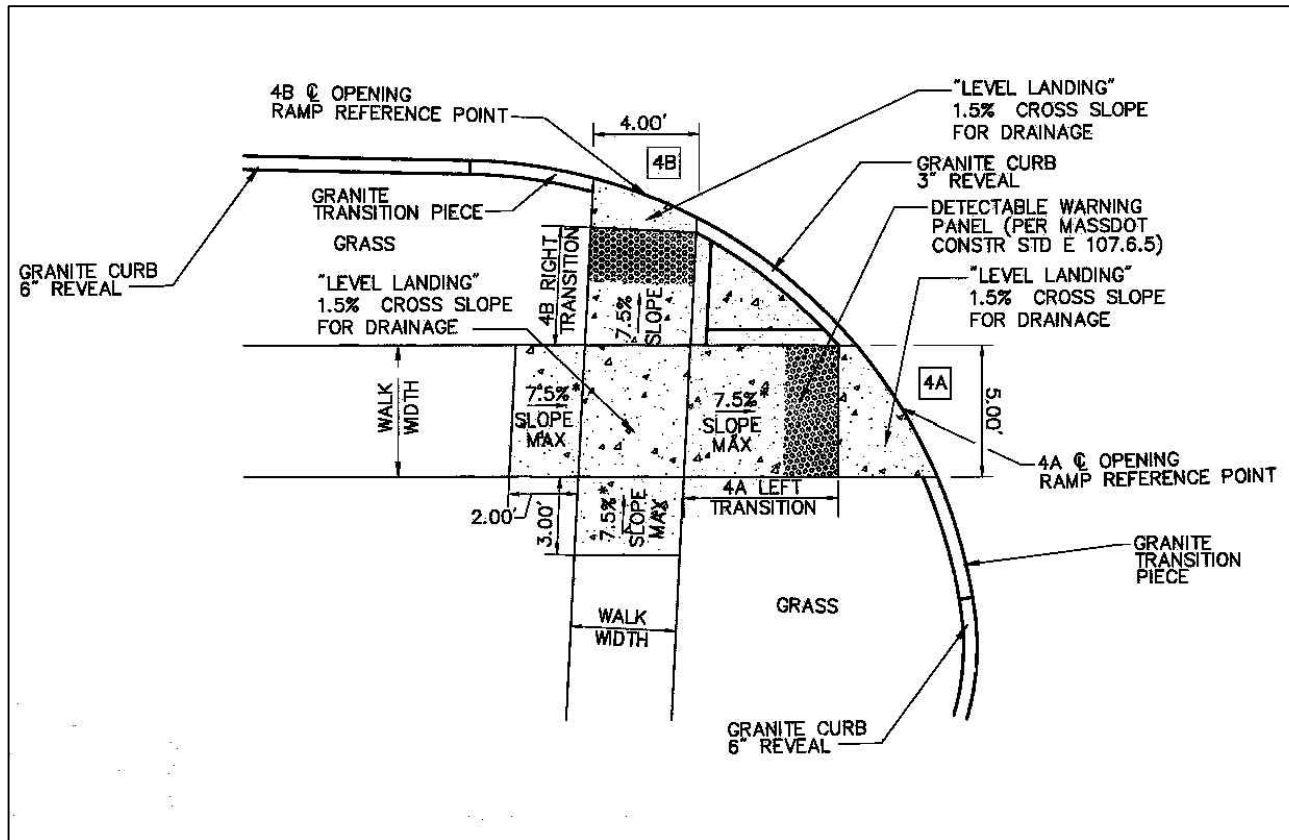 4B ℄ OPENING
RAMP REFERENCE POINT
4.00'
4B
"LEVEL LANDING"
1.5% CROSS SLOPE
FOR DRAINAGE
GRANITE CURB
3" REVEAL
DETECTABLE WARNING
PANEL (PER MASSDOT
CONSTR STD E 107.6.5)
"LEVEL LANDING"
1.5% CROSS SLOPE
FOR DRAINAGE
GRANITE
TRANSITION PIECE
GRASS
GRANITE CURB
6" REVEAL
"LEVEL LANDING"
1.5% CROSS SLOPE
FOR DRAINAGE
4B RIGHT
TRANSITION
7.5%
SLOPE
WALK
WIDTH
7.5%*
SLOPE
MAX
7.5%*
SLOPE
MAX
4A
5.00'
4A ℄ OPENING
RAMP REFERENCE POINT
4A LEFT
TRANSITION
2.00'
3.00'
7.5%*
SLOPE
MAX
GRANITE
TRANSITION
PIECE
GRASS
WALK
WIDTH
GRANITE CURB
6" REVEAL